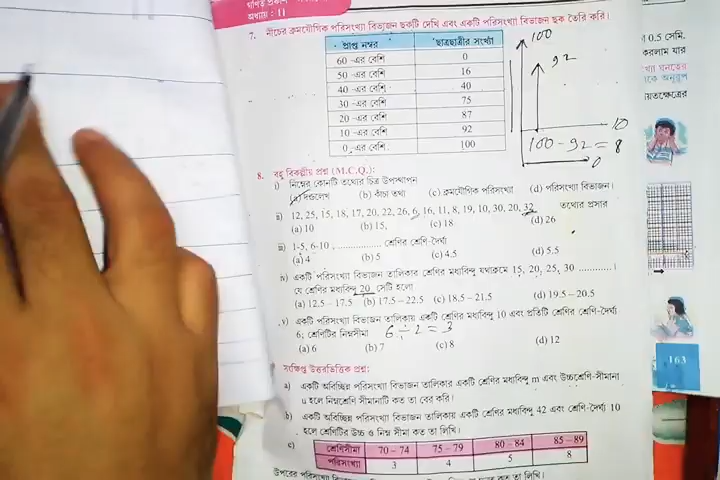 গণিত প্রকাশ
অধ্যায় : 11
7. নীচের ক্রমযৌগিক পরিসংখ্যা বিভাজন ছকটি দেখি এবং একটি পরিসংখ্যা বিভাজন ছক তৈরি করি।
প্রাপ্ত নম্বর ছাত্রছাত্রীর সংখ্যা
60 -এর বেশি 0
50 -এর বেশি 16
40 -এর বেশি 40
30 -এর বেশি 75
20 -এর বেশি 87
10 -এর বেশি 92
0 -এর বেশি 100
100
92
10
100 - 92 = 8
0
8. বহু বিকল্পীয় প্রশ্ন (M.C.Q.):
i) নিম্নের কোনটি তথ্যের চিত্র উপস্থাপন
(a) দণ্ডলেখ (b) কাঁচা তথ্য (c) ক্রমযৌগিক পরিসংখ্যা (d) পরিসংখ্যা বিভাজন।
ii) 12, 25, 15, 18, 17, 20, 22, 26, 6, 16, 11, 8, 19, 10, 30, 20, 32 তথ্যের প্রসার
(a) 10 (b) 15, (c) 18 (d) 26
iii) 1-5, 6-10 , ................ শ্রেণির শ্রেণি-দৈর্ঘ্য
(a) 4 (b) 5 (c) 4.5 (d) 5.5
iv) একটি পরিসংখ্যা বিভাজন তালিকার শ্রেণির মধ্যবিন্দু যথাক্রমে 15, 20, 25, 30 ............ ।
যে শ্রেণির মধ্যবিন্দু 20 সেটি হলো
(a) 12.5 – 17.5 (b) 17.5 – 22.5 (c) 18.5 – 21.5 (d) 19.5 – 20.5
v) একটি পরিসংখ্যা বিভাজন তালিকায় একটি শ্রেণির মধ্যবিন্দু 10 এবং প্রতিটি শ্রেণির শ্রেণি-দৈর্ঘ্য
6; শ্রেণিটির নিম্নসীমা 6 ÷ 2 = 3
(a) 6 (b) 7 (c) 8 (d) 12
সংক্ষিপ্ত উত্তরভিত্তিক প্রশ্ন:
a) একটি অবিচ্ছিন্ন পরিসংখ্যা বিভাজন তালিকার একটি শ্রেণির মধ্যবিন্দু m এবং উচ্চশ্রেণি-সীমানা
u হলে নিম্নশ্রেণি সীমানাটি কত তা বের করি।
b) একটি অবিচ্ছিন্ন পরিসংখ্যা বিভাজন তালিকায় একটি শ্রেণির মধ্যবিন্দু 42 এবং শ্রেণি-দৈর্ঘ্য 10
হলে শ্রেণিটির উচ্চ ও নিম্ন সীমা কত তা লিখি।
c) শ্রেণিসীমা 70 – 74 75 – 79 80 – 84 85 – 89
পরিসংখ্যা 3 4 5 8
উপরের পরিসংখ্যা
কত তা লিখি।
0.5 সেমি.
করলাম যার
ঘনত্বের
অনুরূপ
163